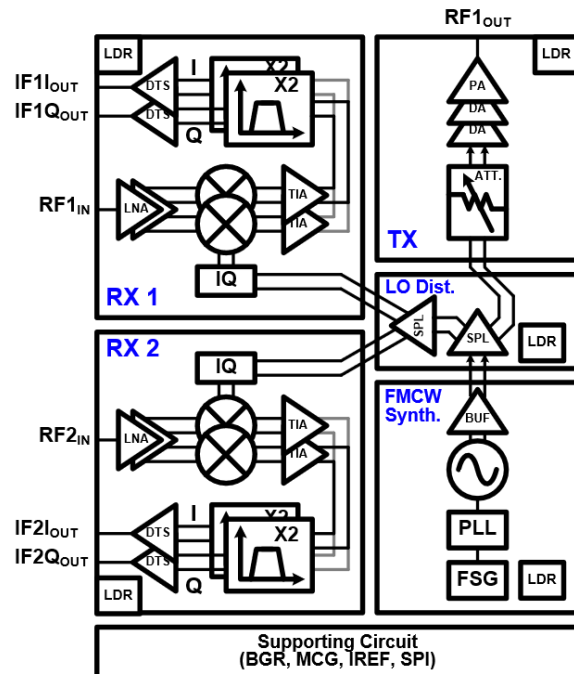 RF1OUT
LDR
LDR
IF1IOUT
DTS
I
X2
X2
PA
IF1QOUT
DTS
DA
DA
Q
ATT.
RF1IN
LNA
TIA
TIA
TX
IQ
RX 1
LO Dist.
SPL
SPL
LDR
RX 2
IQ
FMCW
Synth.
BUF
RF2IN
LNA
TIA
TIA
IF2IOUT
DTS
I
X2
X2
PLL
IF2QOUT
DTS
Q
FSG
LDR
LDR
Supporting Circuit
(BGR, MCG, IREF, SPI)